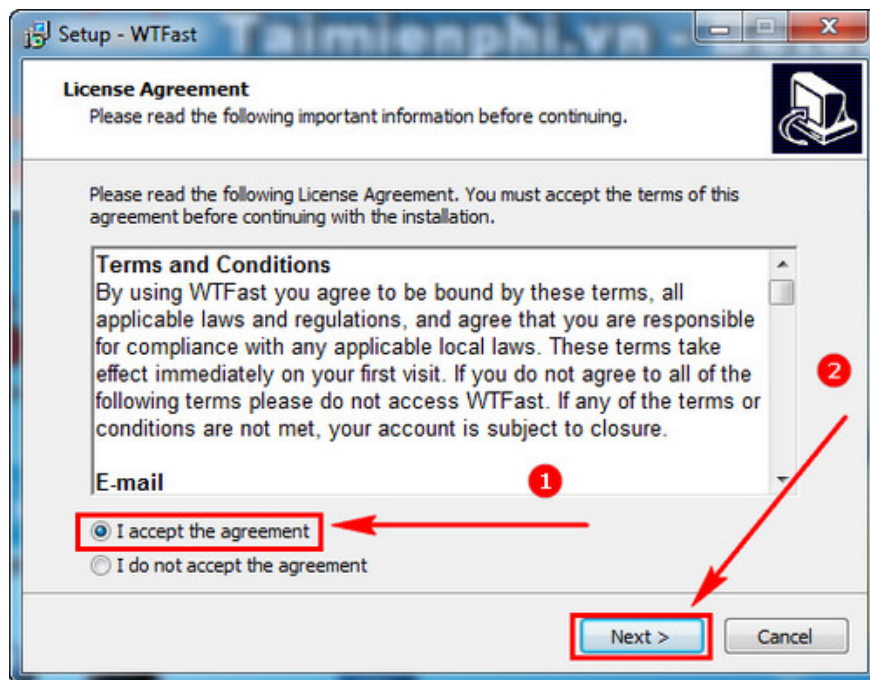 Setup - WTFast
Taimienphi.vn -
License Agreement
Please read the following important information before continuing.
Please read the following License Agreement. You must accept the terms of this
agreement before continuing with the installation.
Terms and Conditions
By using WTFast you agree to be bound by these terms, all
applicable laws and regulations, and agree that you are responsible
for compliance with any applicable local laws. These terms take
effect immediately on your first visit. If you do not agree to all of the
following terms please do not access WTFast. If any of the terms or
conditions are not met, your account is subject to closure.
2
E-mail
1
I accept the agreement
I do not accept the agreement
Next >
Cancel